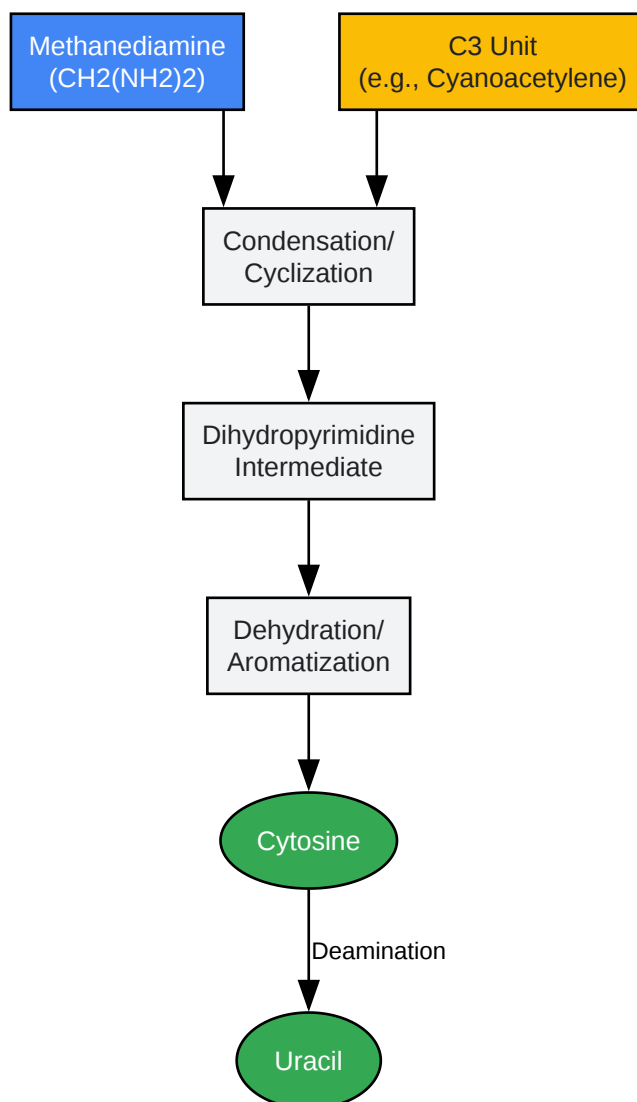 Methanediamine
(CH2(NH2)2)
C3 Unit
(e.g., Cyanoacetylene)
Condensation/
Cyclization
Dihydropyrimidine
Intermediate
Dehydration/
Aromatization
Cytosine
Deamination
Uracil